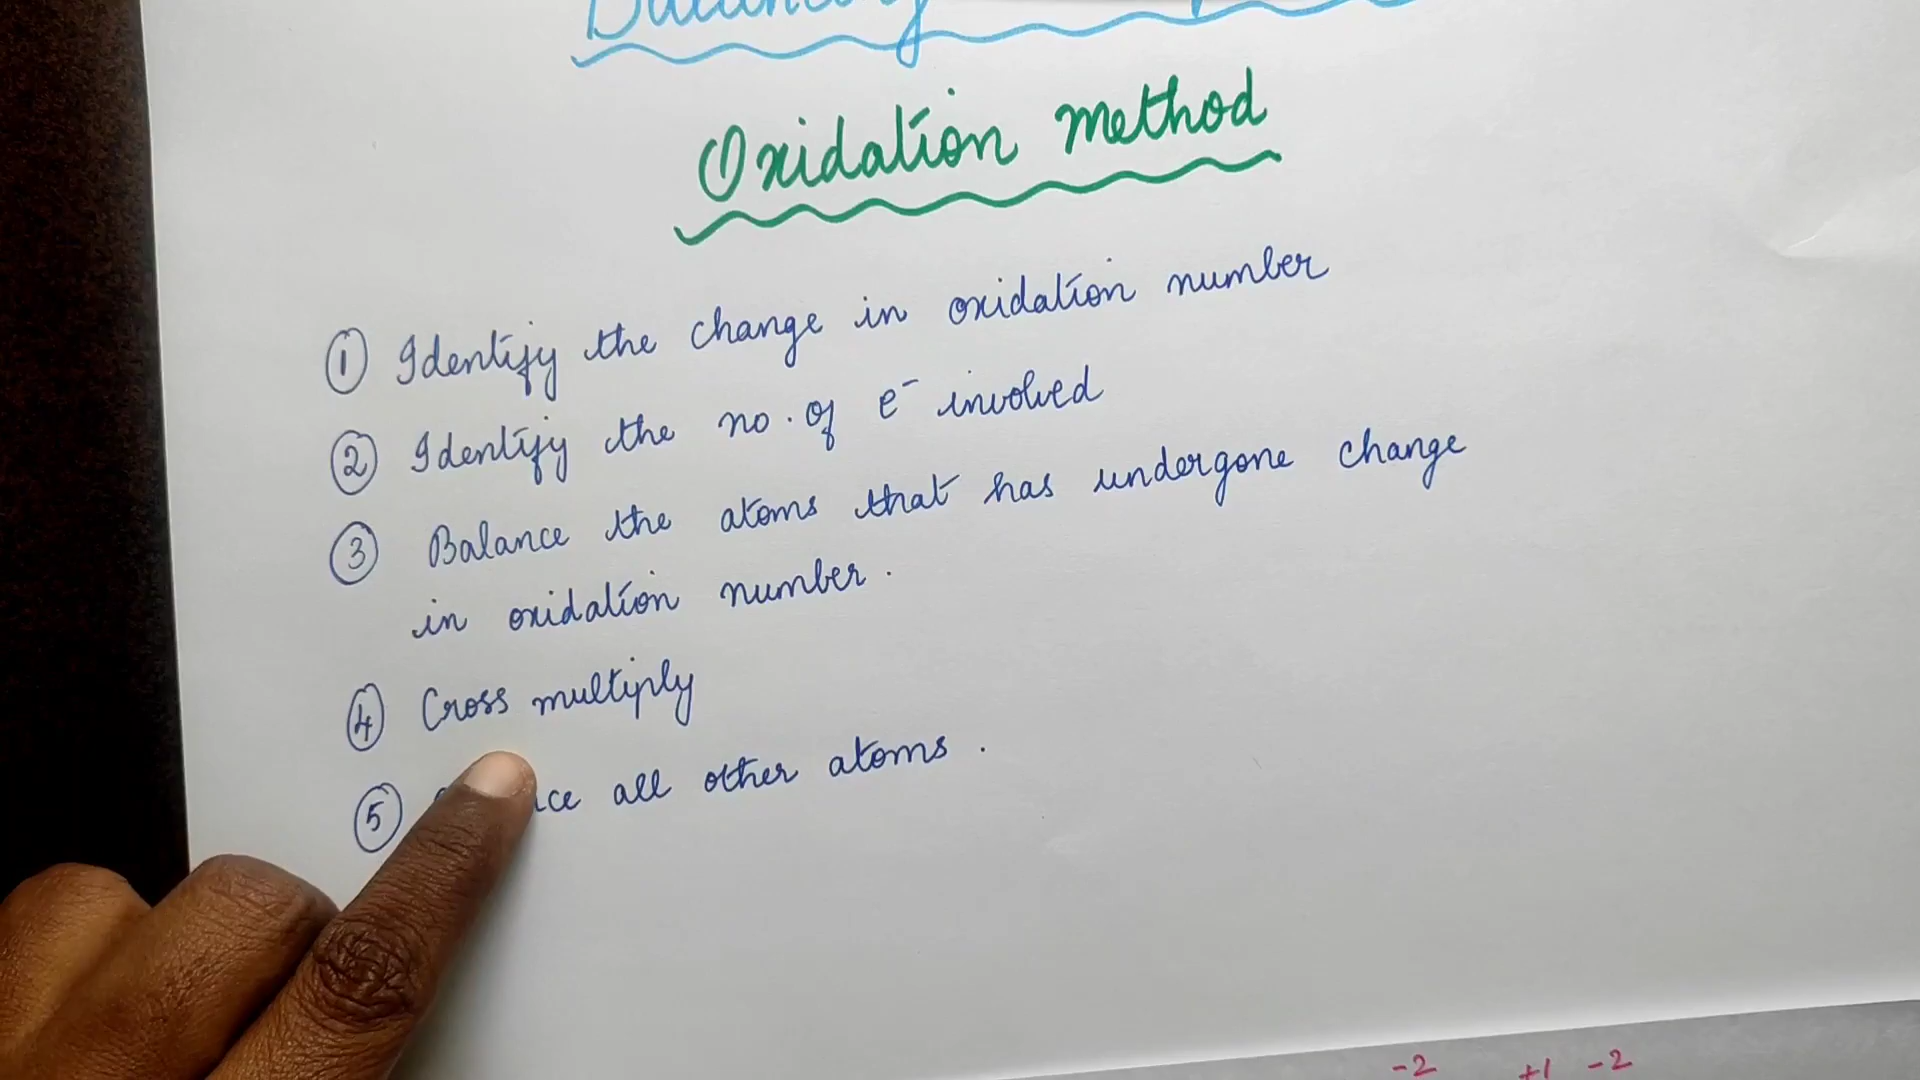 Oxidation Method
① Identify the change in oxidation number
② Identify the no. of e⁻ involved
③ Balance the atoms that has undergone change
in oxidation number.
④ Cross multiply
⑤ all other atoms.
-2 +1 -2